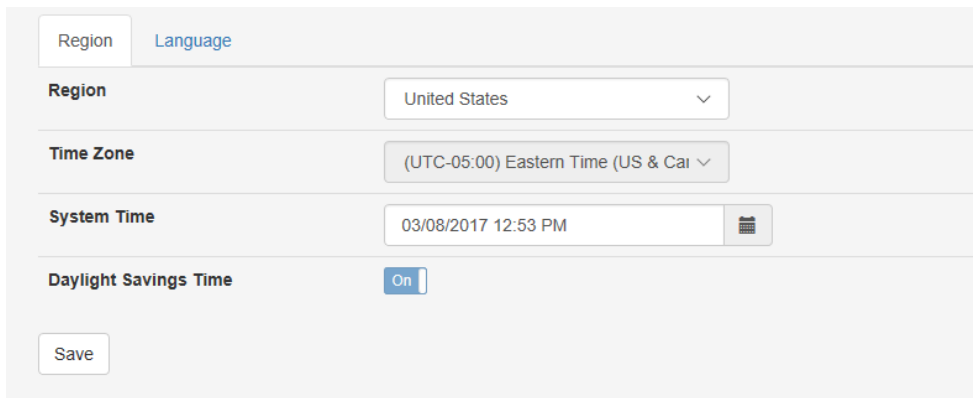 Region Language
Region United States
Time Zone (UTC-05:00) Eastern Time (US & Car
System Time 03/08/2017 12:53 PM
Daylight Savings Time On
Save